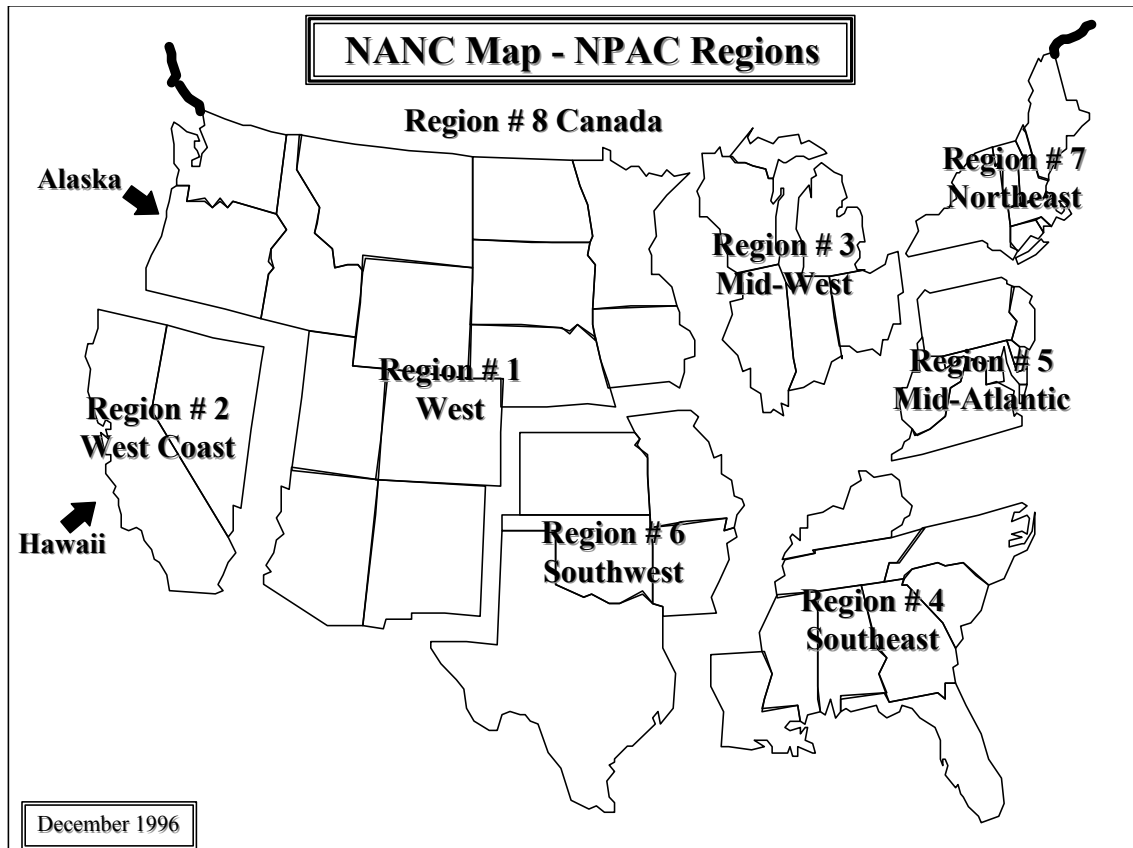 NANC Map - NPAC Regions
Region # 8 Canada
Alaska
Region # 7
Northeast
Region # 3
Mid-West
Region # 1
West
Region # 5
Mid-Atlantic
Region # 2
West Coast
Hawaii
Region # 6
Southwest
Region # 4
Southeast
December 1996